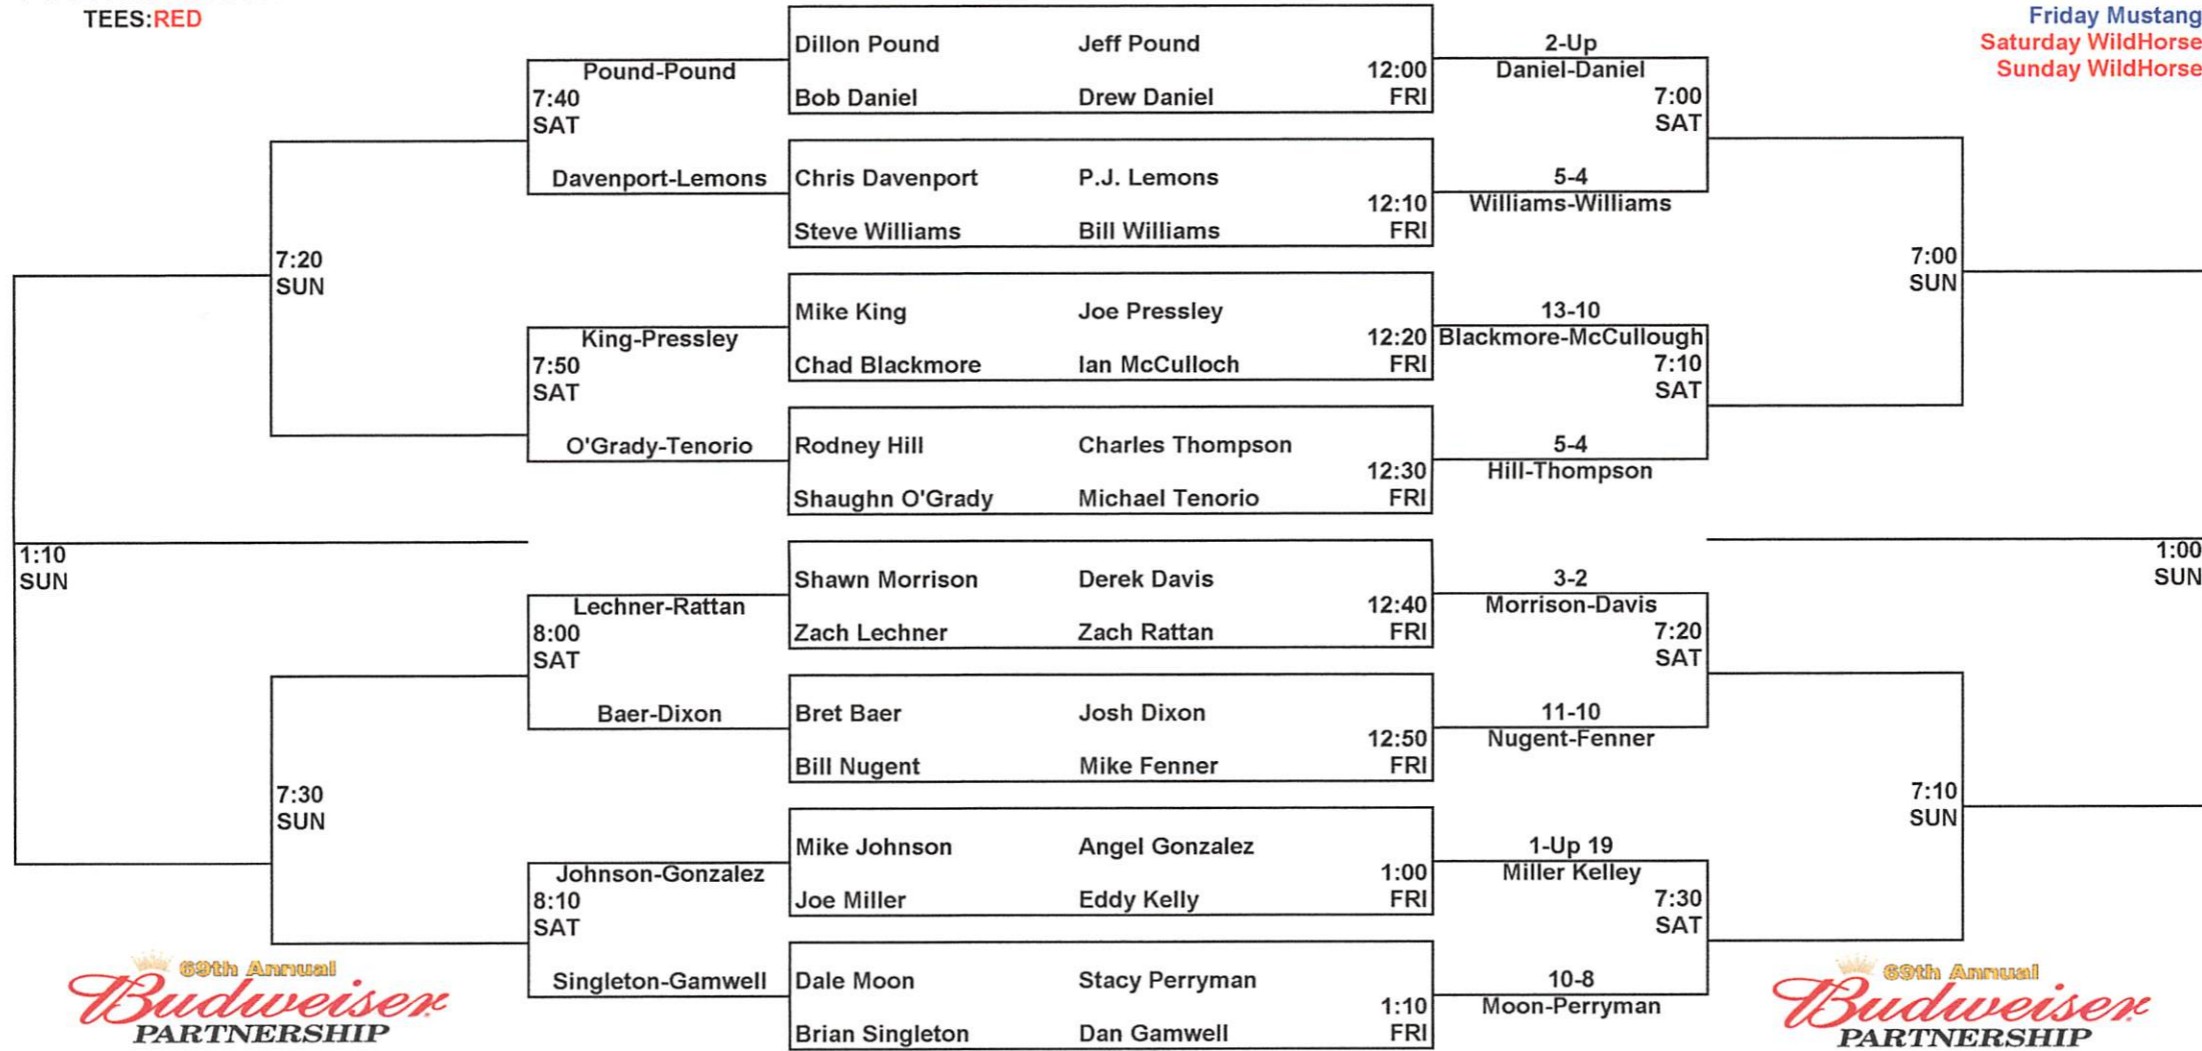 TEES:RED
Friday Mustang
Saturday WildHorse
Sunday WildHorse
Pound-Pound
7:40
SAT
Davenport-Lemons
7:20
SUN
King-Pressley
7:50
SAT
O'Grady-Tenorio
1:10
SUN
Lechner-Rattan
8:00
SAT
Baer-Dixon
7:30
SUN
Johnson-Gonzalez
8:10
SAT
Singleton-Gamwell
Dillon Pound Jeff Pound
12:00
Bob Daniel Drew Daniel FRI
Chris Davenport P.J. Lemons
12:10
Steve Williams Bill Williams FRI
Mike King Joe Pressley
12:20
Chad Blackmore Ian McCulloch FRI
Rodney Hill Charles Thompson
12:30
Shaughn O'Grady Michael Tenorio FRI
Shawn Morrison Derek Davis
12:40
Zach Lechner Zach Rattan FRI
Bret Baer Josh Dixon
12:50
Bill Nugent Mike Fenner FRI
Mike Johnson Angel Gonzalez
1:00
Joe Miller Eddy Kelly FRI
Dale Moon Stacy Perryman
1:10
Brian Singleton Dan Gamwell FRI
2-Up
Daniel-Daniel
7:00
SAT
5-4
Williams-Williams
7:00
SUN
13-10
Blackmore-McCullough
7:10
SAT
5-4
Hill-Thompson
1:00
SUN
3-2
Morrison-Davis
7:20
SAT
11-10
Nugent-Fenner
7:10
SUN
1-Up 19
Miller Kelley
7:30
SAT
10-8
Moon-Perryman
69th Annual
Budweiser
PARTNERSHIP
69th Annual
Budweiser
PARTNERSHIP